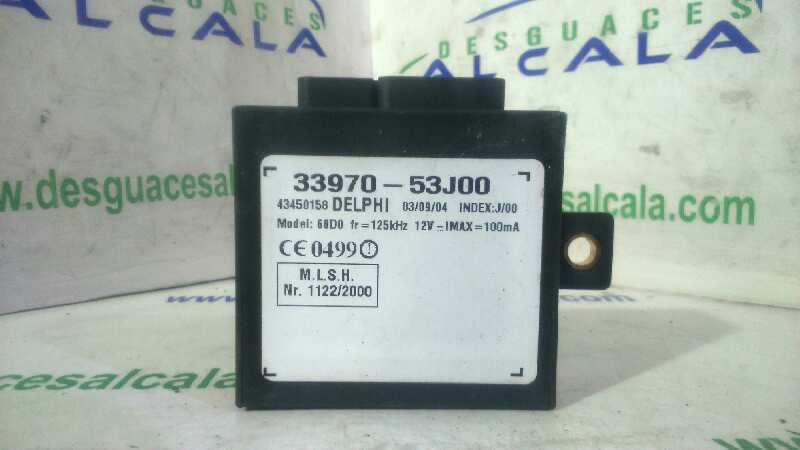 DESGUACES
ALCALA
DESGUACES
ALCALA
www.desguacesal
cesalcala.com
33970-53J00
43450158 DELPHI 03/09/04 INDEX:J/00
Model: 68D0 fr=125kHz 12V⎓IMAX=100mA
CE 0499
M.L.S.H.
Nr. 1122/2000